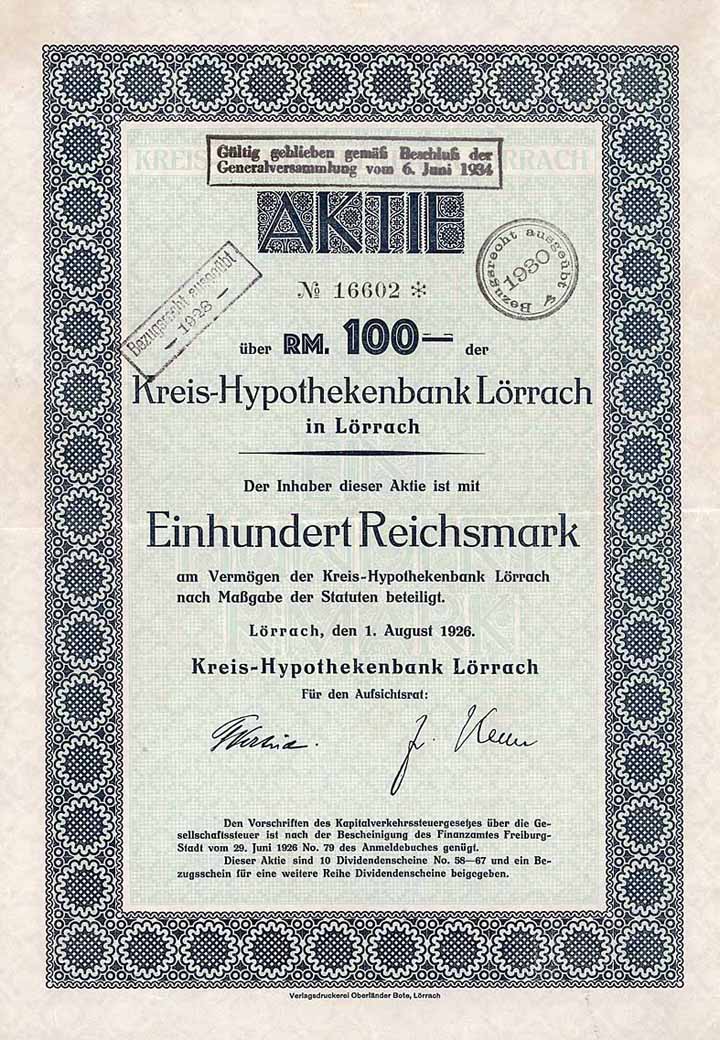 Gültig geblieben gemäß Beschluß der
Generalversammlung vom 6. Juni 1934
AKTIE
Bezugsrecht ausgeübt
— 1928 —
Bezugsrecht ausgeübt
1930
№ 16602 *
über RM. 100— der
Kreis-Hypothekenbank Lörrach
in Lörrach
Der Inhaber dieser Aktie ist mit
Einhundert Reichsmark
am Vermögen der Kreis-Hypothekenbank Lörrach
nach Maßgabe der Statuten beteiligt.
Lörrach, den 1. August 1926.
Kreis-Hypothekenbank Lörrach
Für den Aufsichtsrat:
Den Vorschriften des Kapitalverkehrssteuergesetzes über die Ge-
sellschaftssteuer ist nach der Bescheinigung des Finanzamtes Freiburg-
Stadt vom 29. Juni 1926 No. 79 des Anmeldebuches genügt.
Dieser Aktie sind 10 Dividendenscheine No. 58—67 und ein Be-
zugsschein für eine weitere Reihe Dividendenscheine beigegeben.
Verlagsdruckerei Oberländer Bote, Lörrach